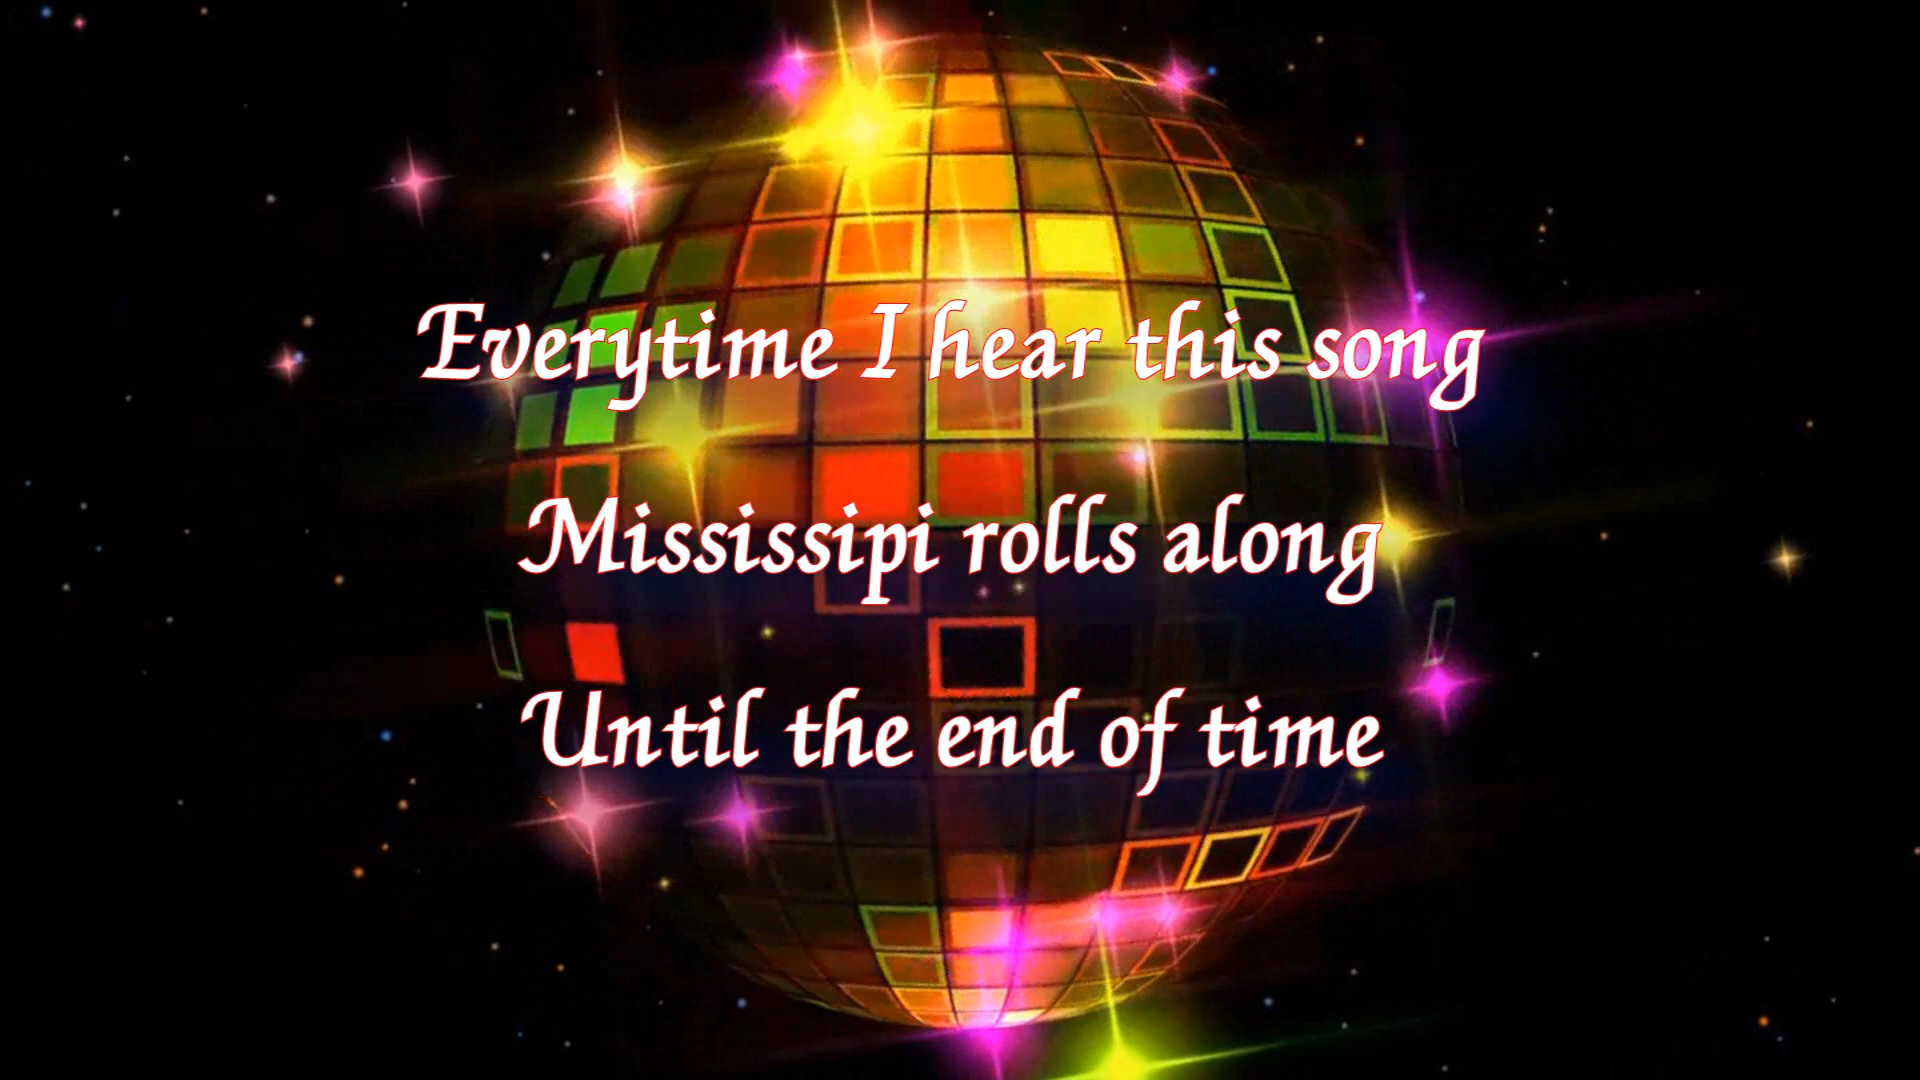 Everytime I hear this song
Mississipi rolls along
Until the end of time